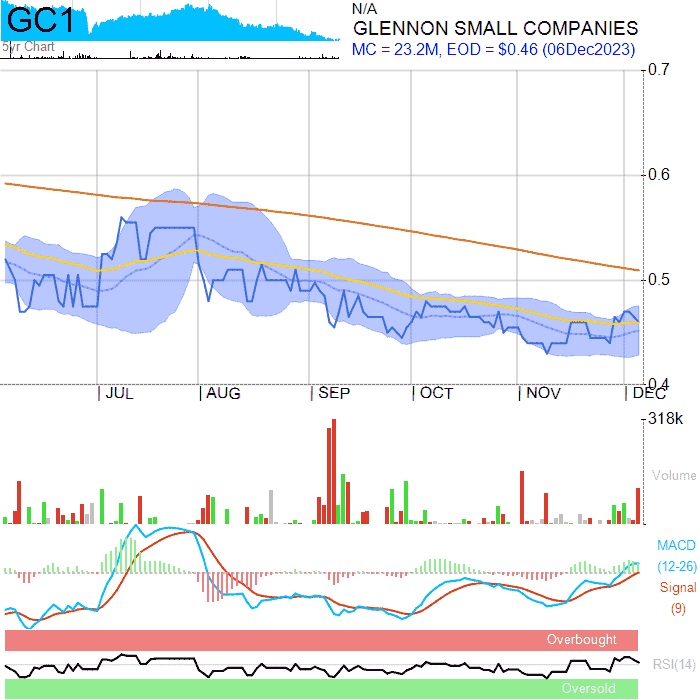 GC1
5yr Chart
N/A
GLENNON SMALL COMPANIES
MC = 23.2M, EOD = $0.46 (06Dec2023)
0.7
0.6
0.5
0.4
JUL AUG SEP OCT NOV DEC
318k
Volume
MACD
(12-26)
Signal
(9)
Overbought
RSI(14)
Oversold